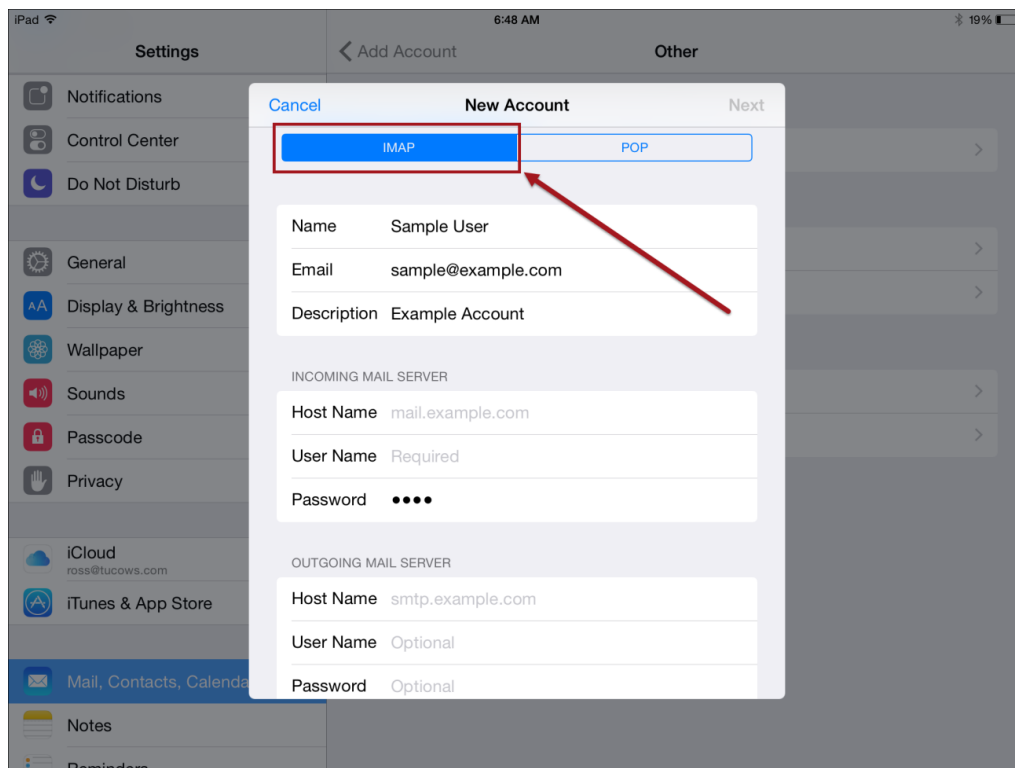 iPad 6:48 AM 19%
Settings
Add Account Other
Notifications
Control Center
Do Not Disturb
General
Display & Brightness
Wallpaper
Sounds
Passcode
Privacy
iCloud
ross@tucows.com
iTunes & App Store
Mail, Contacts, Calenda
Notes
Reminders
Cancel New Account Next
IMAP POP
Name Sample User
Email sample@example.com
Description Example Account
INCOMING MAIL SERVER
Host Name mail.example.com
User Name Required
Password ••••
OUTGOING MAIL SERVER
Host Name smtp.example.com
User Name Optional
Password Optional